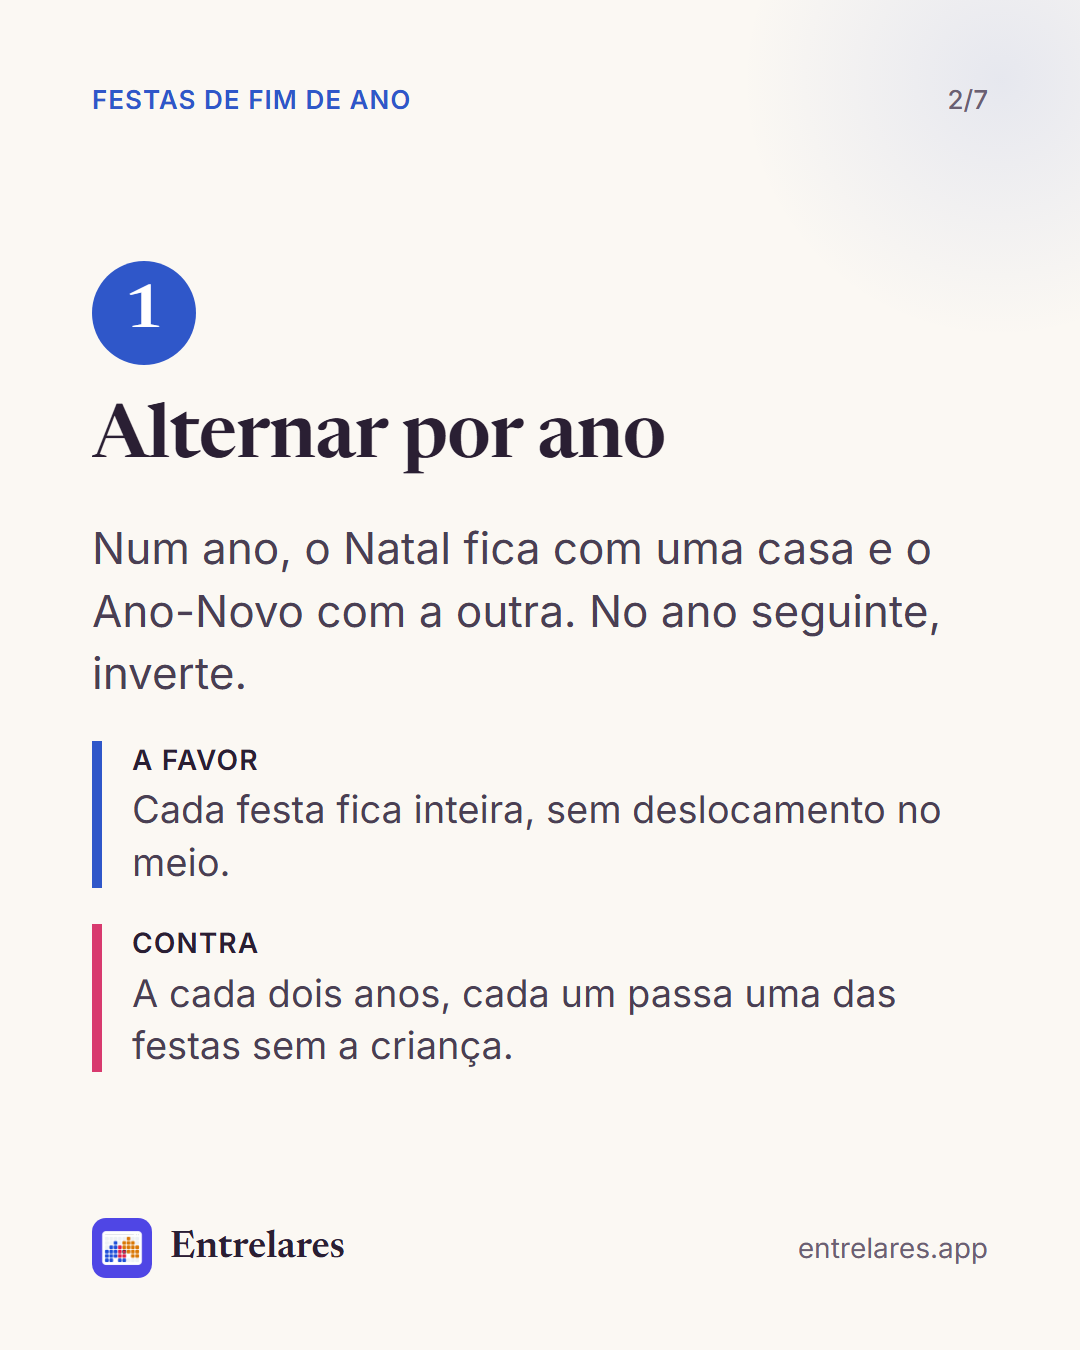 FESTAS DE FIM DE ANO
2/7
1
Alternar por ano
Num ano, o Natal fica com uma casa e o
Ano-Novo com a outra. No ano seguinte,
inverte.
A FAVOR
Cada festa fica inteira, sem deslocamento no
meio.
CONTRA
A cada dois anos, cada um passa uma das
festas sem a criança.
Entrelares
entrelares.app